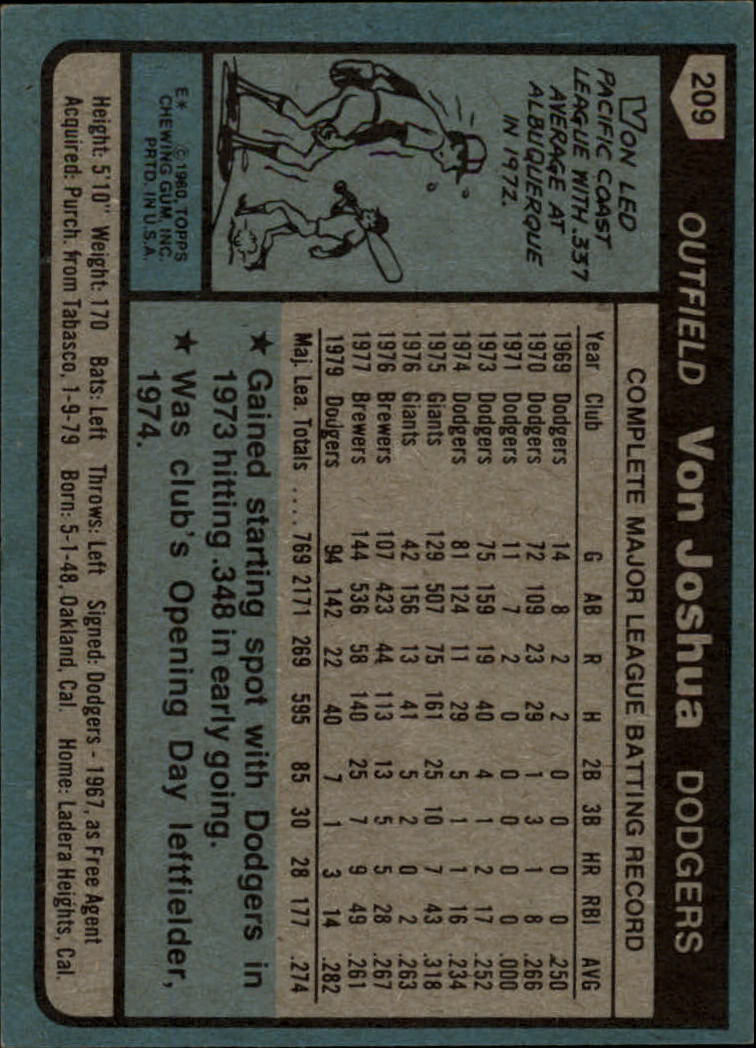 209
OUTFIELD Von Joshua DODGERS
VON LED
PACIFIC COAST
LEAGUE WITH .337
AVERAGE AT
ALBUQUERQUE
IN 1972.
E* © 1980 TOPPS
CHEWING GUM, INC.
PRTD. IN U.S.A.
COMPLETE MAJOR LEAGUE BATTING RECORD
Year Club G AB R H 2B 3B HR RBI AVG
1969 Dodgers 14 8 2 2 0 0 0 0 .250
1970 Dodgers 72 109 23 29 1 3 1 8 .266
1971 Dodgers 11 7 2 0 0 0 0 0 .000
1973 Dodgers 75 159 19 40 4 1 2 17 .252
1974 Dodgers 81 124 11 29 5 1 1 16 .234
1975 Giants 129 507 75 161 25 10 7 43 .318
1976 Giants 42 156 13 41 5 2 0 2 .263
1976 Brewers 107 423 44 113 13 5 5 28 .267
1977 Brewers 144 536 58 140 25 7 9 49 .261
1979 Dodgers 94 142 22 40 7 1 3 14 .282
Maj. Lea. Totals .... 769 2171 269 595 85 30 28 177 .274
★ Gained starting spot with Dodgers in
1973 hitting .348 in early going.
★ Was club's Opening Day leftfielder,
1974.
Height: 5'10" Weight: 170 Bats: Left Throws: Left Signed: Dodgers - 1967, as Free Agent
Acquired: Purch. from Tabasco, 1-9-79 Born: 5-1-48, Oakland, Cal. Home: Ladera Heights, Cal.